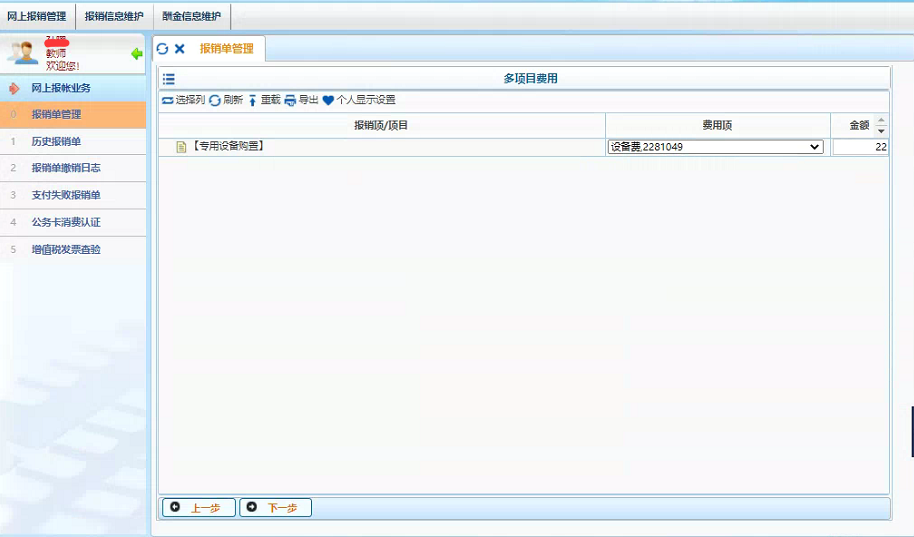 网上报销管理 报销信息维护 酬金信息维护
教师
欢迎您!
报销单管理
网上报帐业务
0 报销单管理
1 历史报销单
2 报销单撤销日志
3 支付失败报销单
4 公务卡消费认证
5 增值税发票查验
多项目费用
选择列 刷新 重载 导出 个人显示设置
报销项/项目 费用项 金额
【专用设备购置】 设备费,2281049 22
上一步 下一步